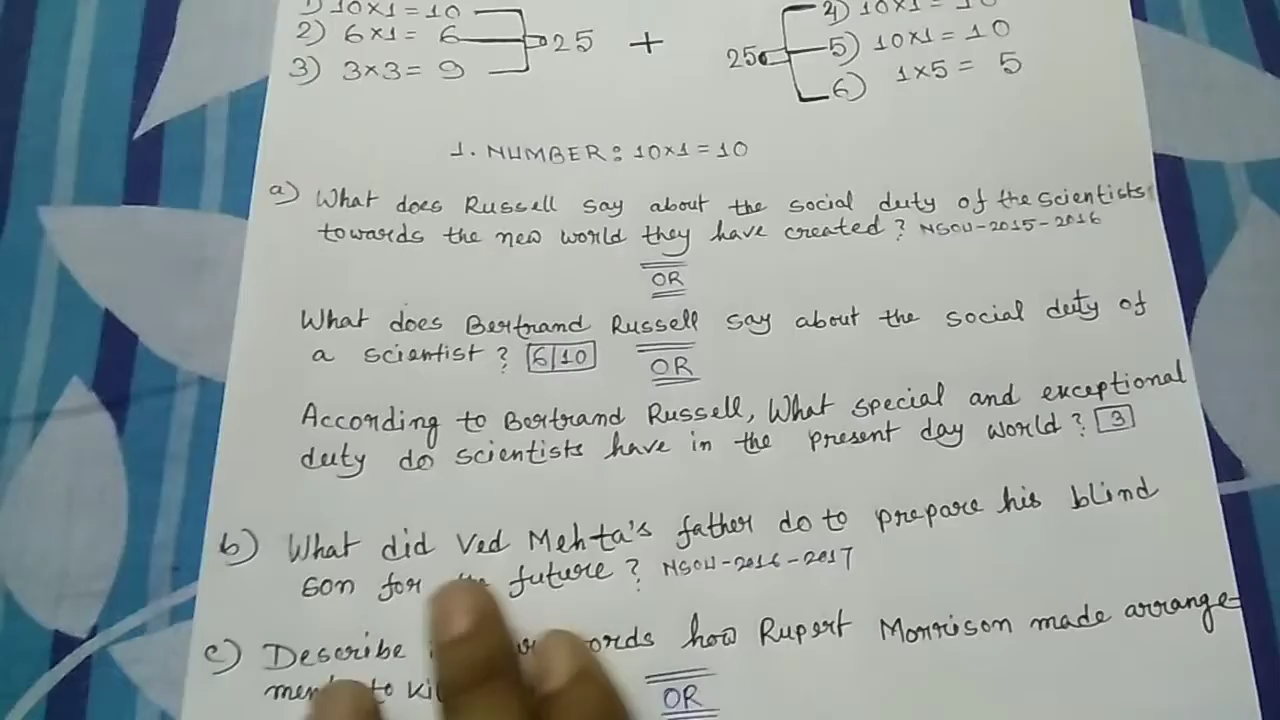 1) 10×1=10
2) 6×1= 6 25 +
3) 3×3= 9
4) 10×1=
25 5) 10×1=10
6) 1×5= 5
1. NUMBER: 10×1=10
a) What does Russell say about the social duty of the scientists
towards the new world they have created? NSOU-2015-2016
OR
What does Bertrand Russell say about the social duty of
a scientist? 6/10
OR
According to Bertrand Russell, What special and exceptional
duty do scientists have in the present day world? 3
b) What did Ved Mehta's father do to prepare his blind
son for future? NSOU-2016-2017
c) Describe how Rupert Morrison made arrange-
to
OR